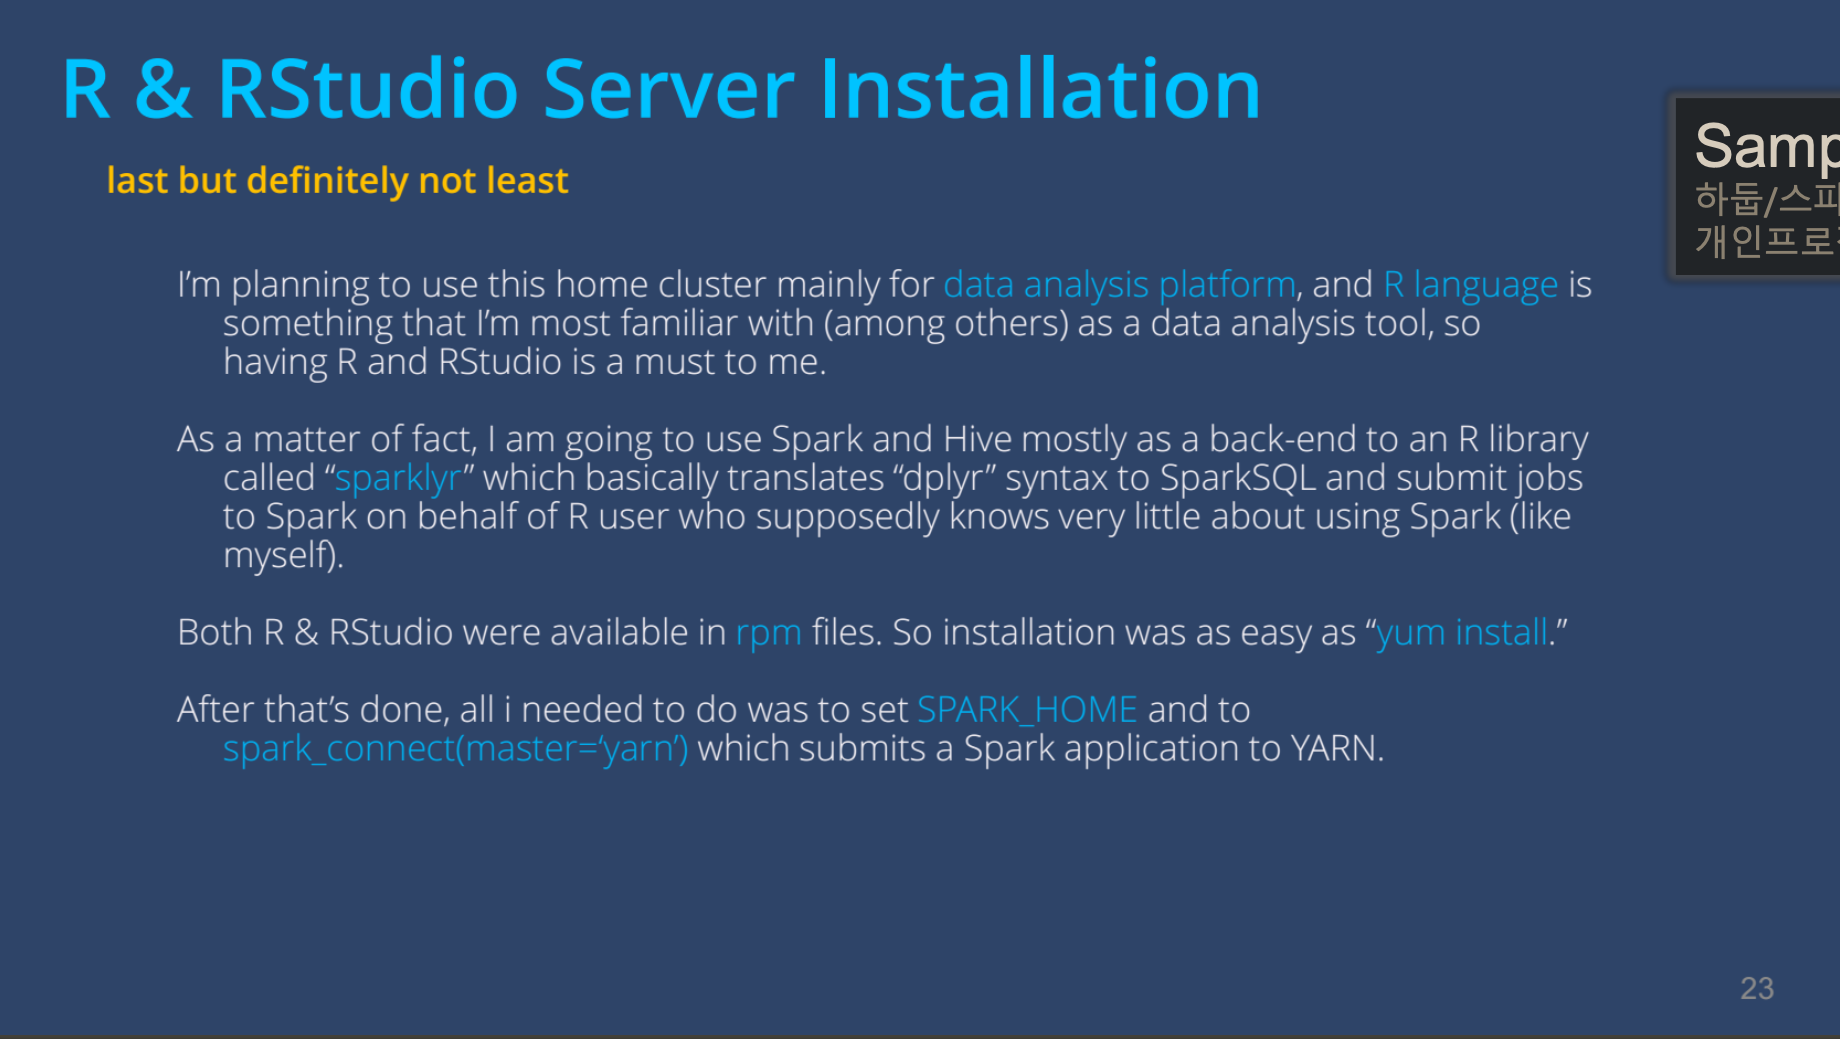 R & RStudio Server Installation
last but definitely not least
I’m planning to use this home cluster mainly for data analysis platform, and R language is
something that I’m most familiar with (among others) as a data analysis tool, so
having R and RStudio is a must to me.
As a matter of fact, I am going to use Spark and Hive mostly as a back-end to an R library
called “sparklyr” which basically translates “dplyr” syntax to SparkSQL and submit jobs
to Spark on behalf of R user who supposedly knows very little about using Spark (like
myself).
Both R & RStudio were available in rpm files. So installation was as easy as “yum install.”
After that’s done, all i needed to do was to set SPARK_HOME and to
spark_connect(master=‘yarn’) which submits a Spark application to YARN.
하둡/스파
개인프로
23